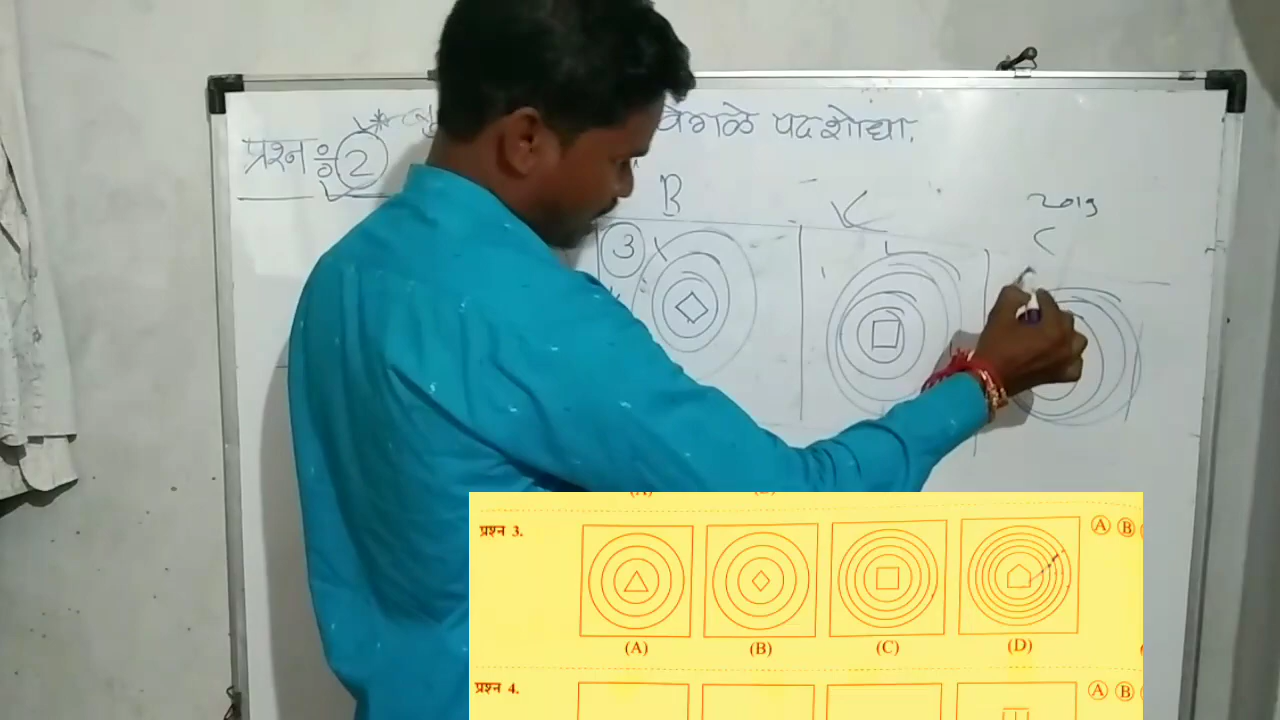 वेगळे पद शोधा.
प्रश्न ः 2
B
3
C
2019
प्रश्न 3.
A B
(A) (B) (C) (D)
प्रश्न 4.
A B